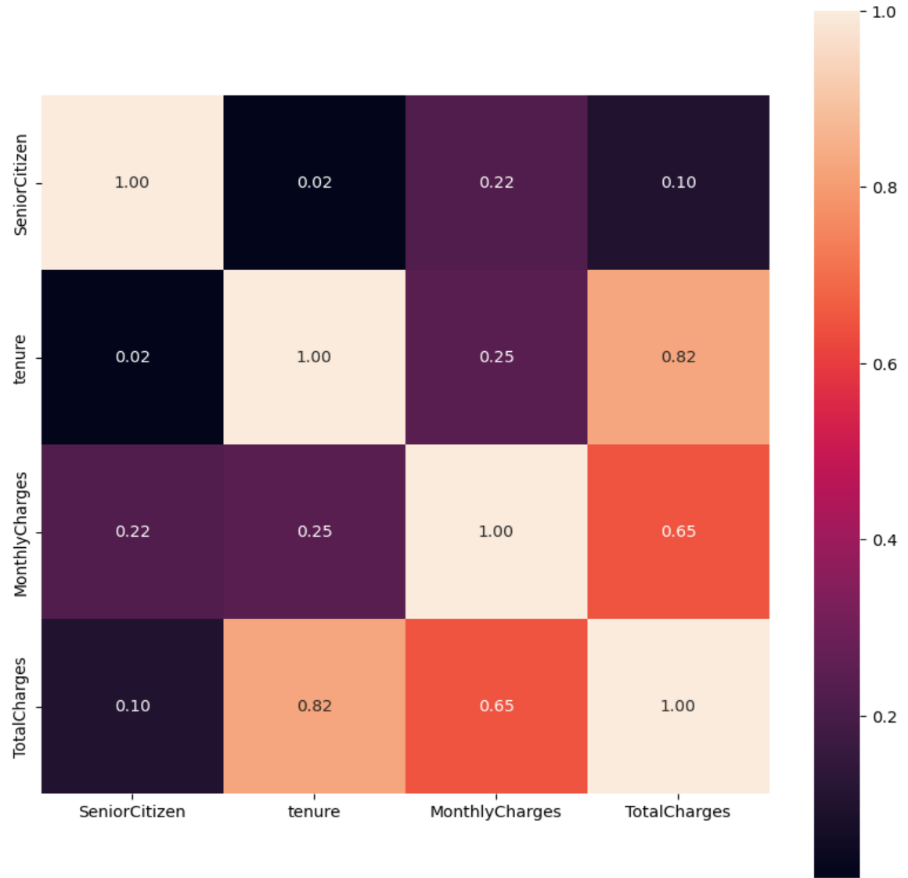 1.0
SeniorCitizen 1.00 0.02 0.22 0.10
0.8
tenure 0.02 1.00 0.25 0.82
0.6
MonthlyCharges 0.22 0.25 1.00 0.65
0.4
TotalCharges 0.10 0.82 0.65 1.00
0.2
SeniorCitizen tenure MonthlyCharges TotalCharges